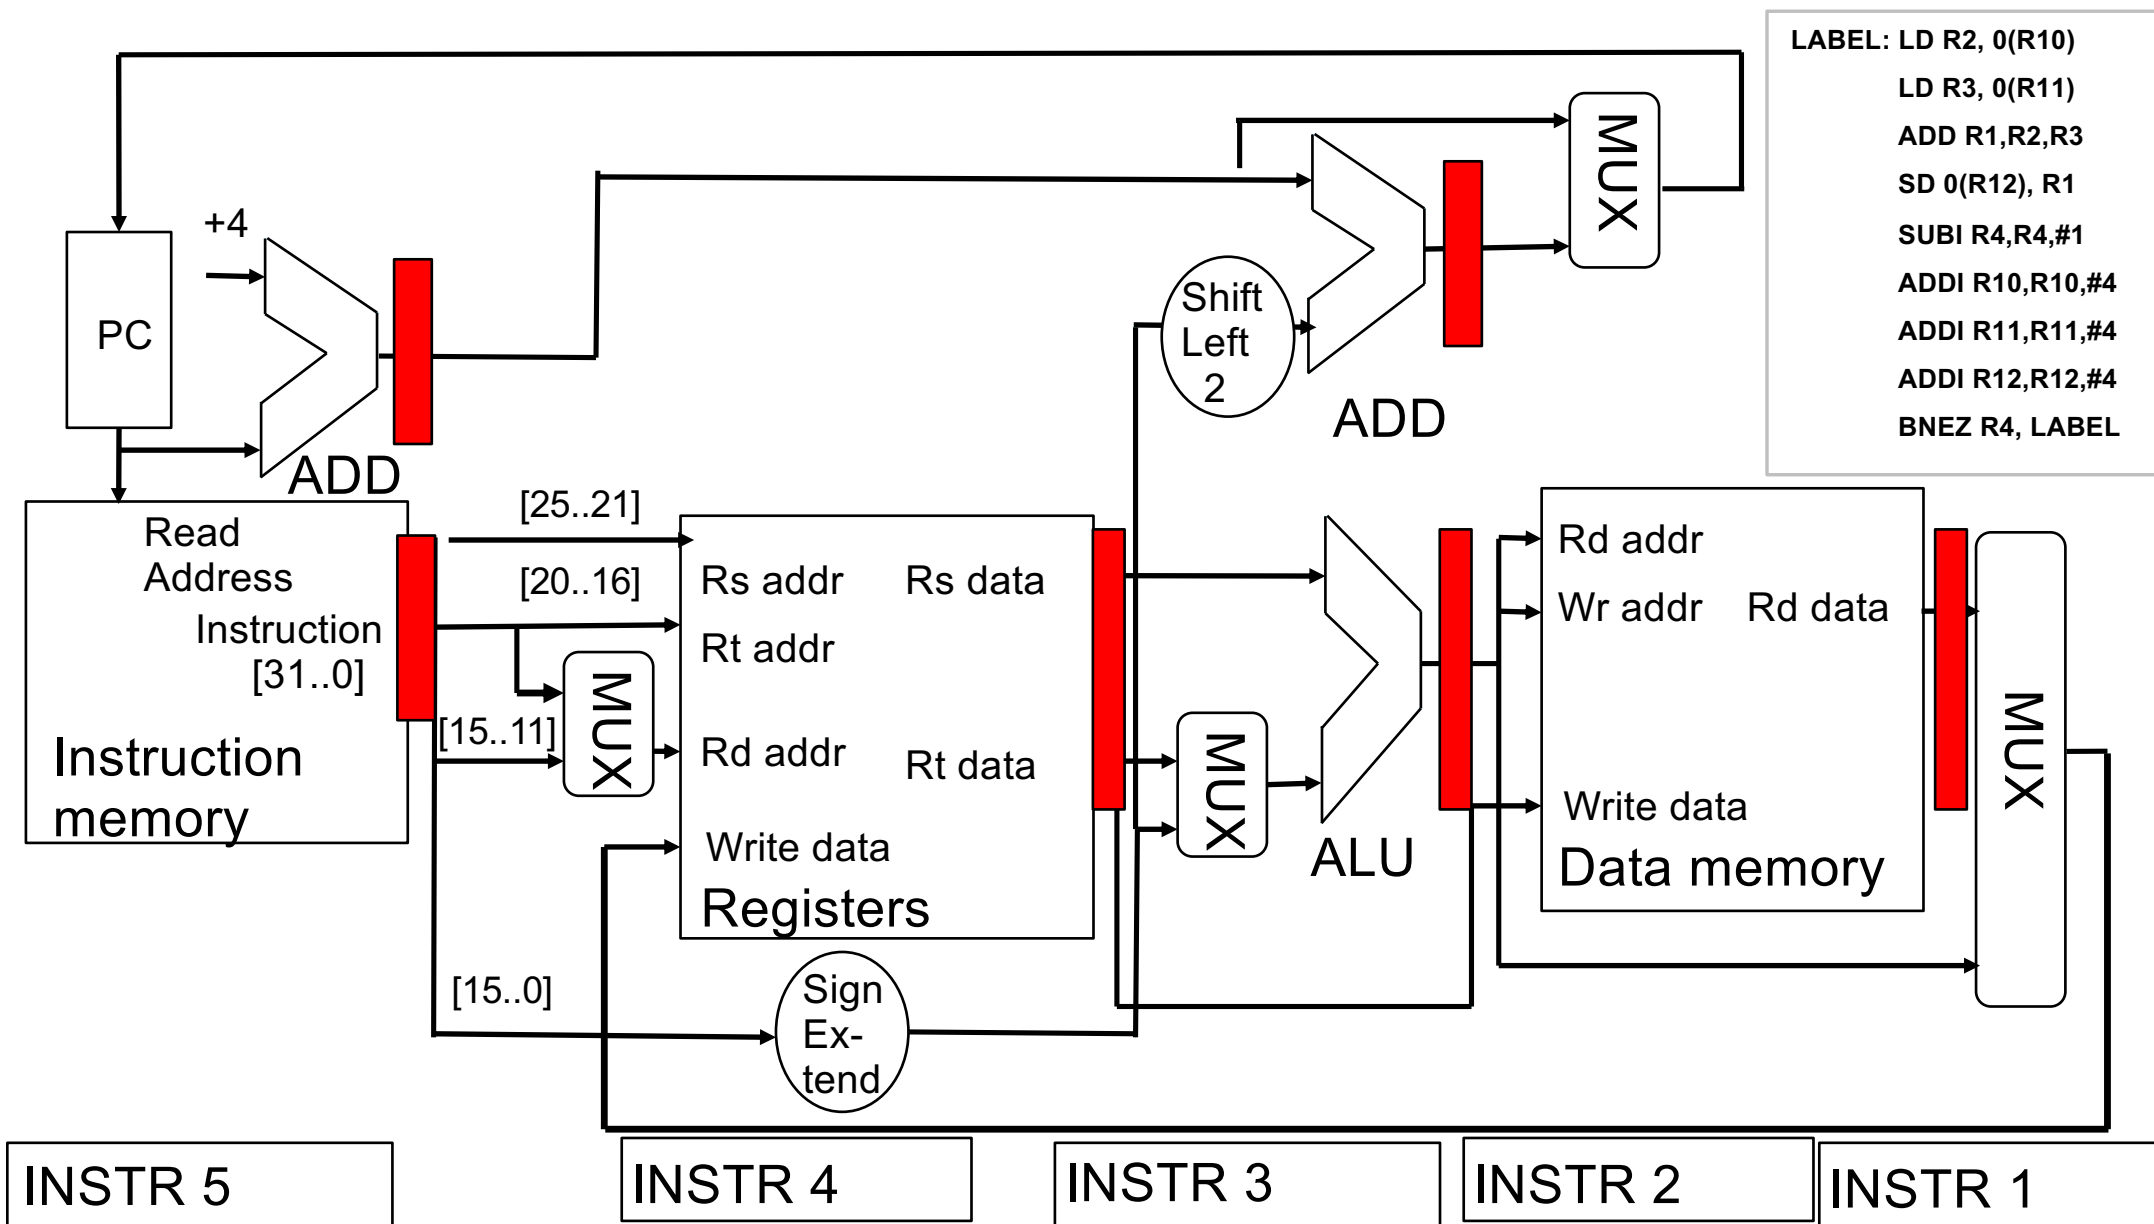 LABEL: LD R2, 0(R10)
LD R3, 0(R11)
ADD R1,R2,R3
SD 0(R12), R1
SUBI R4,R4,#1
ADDI R10,R10,#4
ADDI R11,R11,#4
ADDI R12,R12,#4
BNEZ R4, LABEL
MUX
+4
PC
ADD
Shift
Left
2
ADD
Read
Address
Instruction
[31..0]
Instruction
memory
[25..21]
[20..16]
[15..11]
[15..0]
MUX
Rs addr
Rt addr
Rd addr
Write data
Rs data
Rt data
Registers
Sign
Ex-
tend
MUX
ALU
Rd addr
Wr addr
Rd data
Write data
Data memory
MUX
INSTR 5
INSTR 4
INSTR 3
INSTR 2
INSTR 1